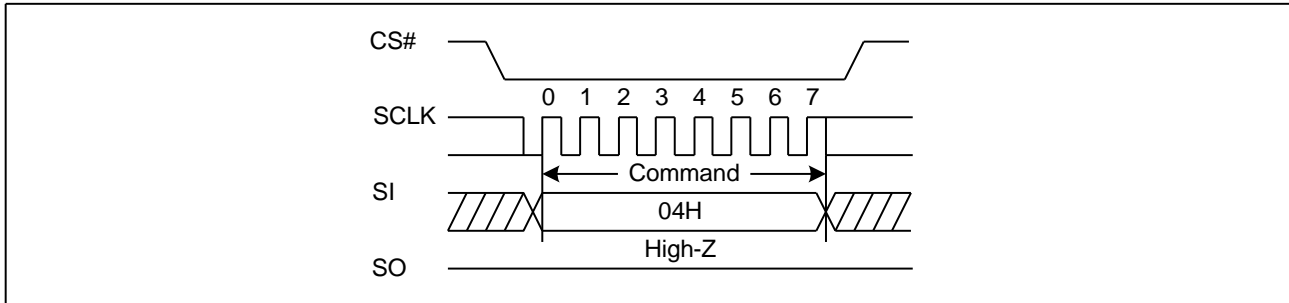 CS#
0 1 2 3 4 5 6 7
SCLK
Command
SI
04H
High-Z
SO